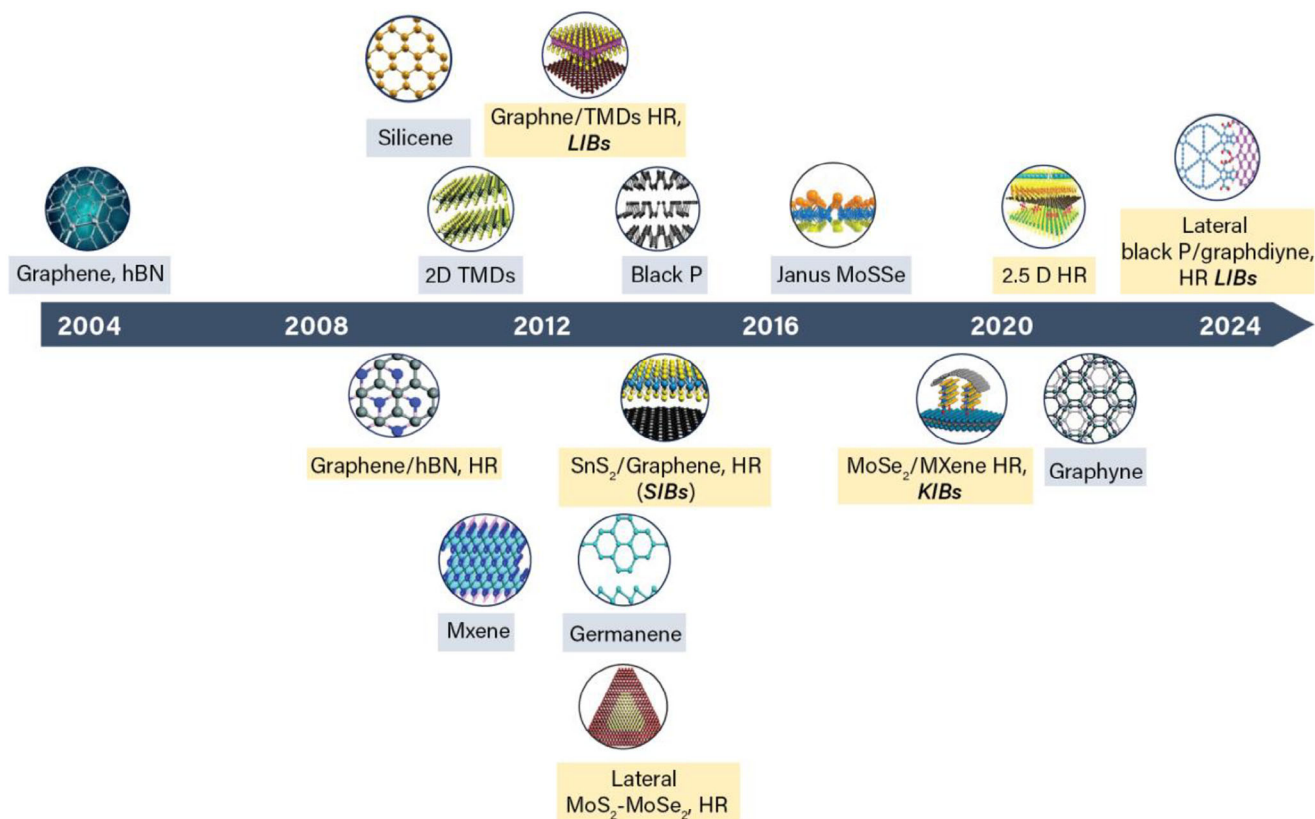 Silicene
Graphne/TMDs HR,
LIBs
Graphene, hBN
2D TMDs
Black P
Janus MoSSe
2.5 D HR
Lateral
black P/graphdiyne,
HR LIBs
2004 2008 2012 2016 2020 2024
Graphene/hBN, HR
SnS₂/Graphene, HR
(SIBs)
MoSe₂/MXene HR,
KIBs
Graphyne
Mxene
Germanene
Lateral
MoS₂-MoSe₂, HR